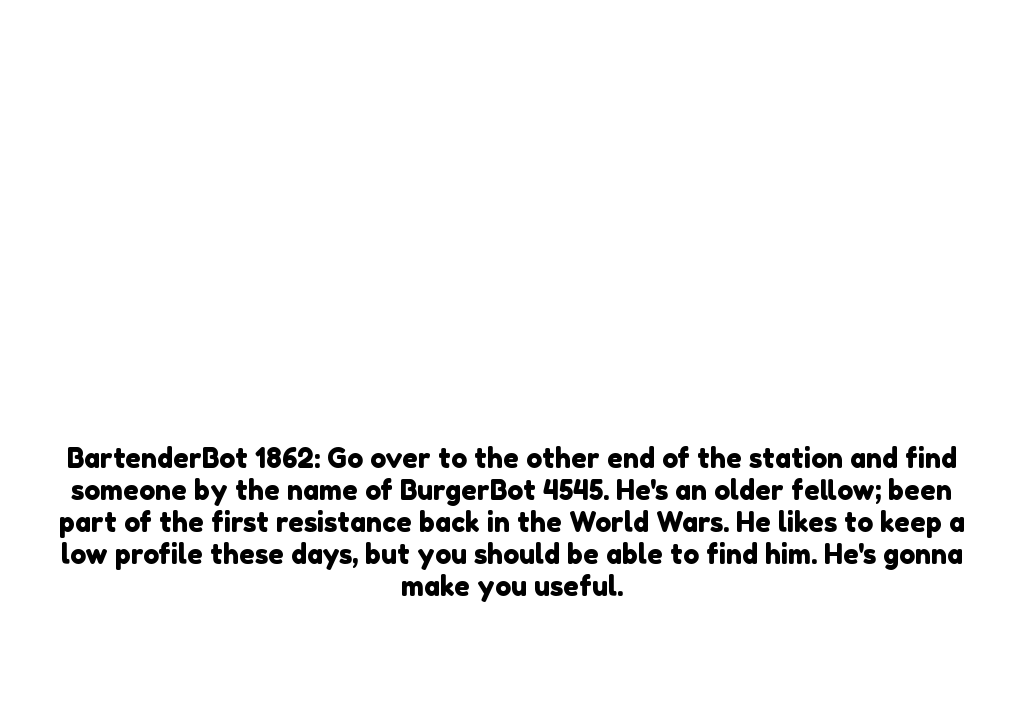 BartenderBot 1862: Go over to the other end of the station and find
someone by the name of BurgerBot 4545. He's an older fellow; been
part of the first resistance back in the World Wars. He likes to keep a
low profile these days, but you should be able to find him. He's gonna
make you useful.